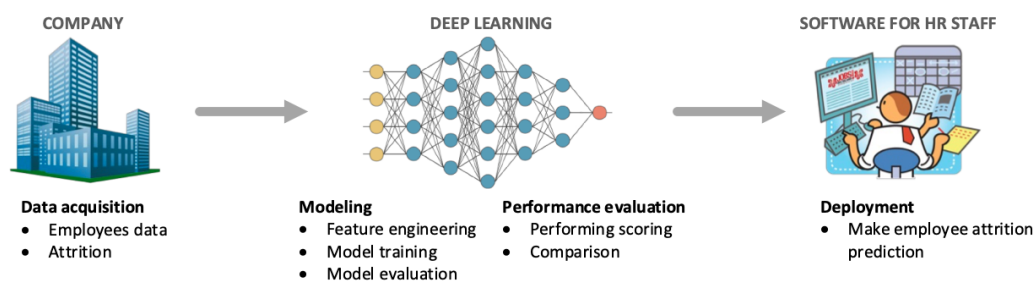 COMPANY
DEEP LEARNING
SOFTWARE FOR HR STAFF
Data acquisition
• Employees data
• Attrition
Modeling
• Feature engineering
• Model training
• Model evaluation
Performance evaluation
• Performing scoring
• Comparison
Deployment
• Make employee attrition
prediction